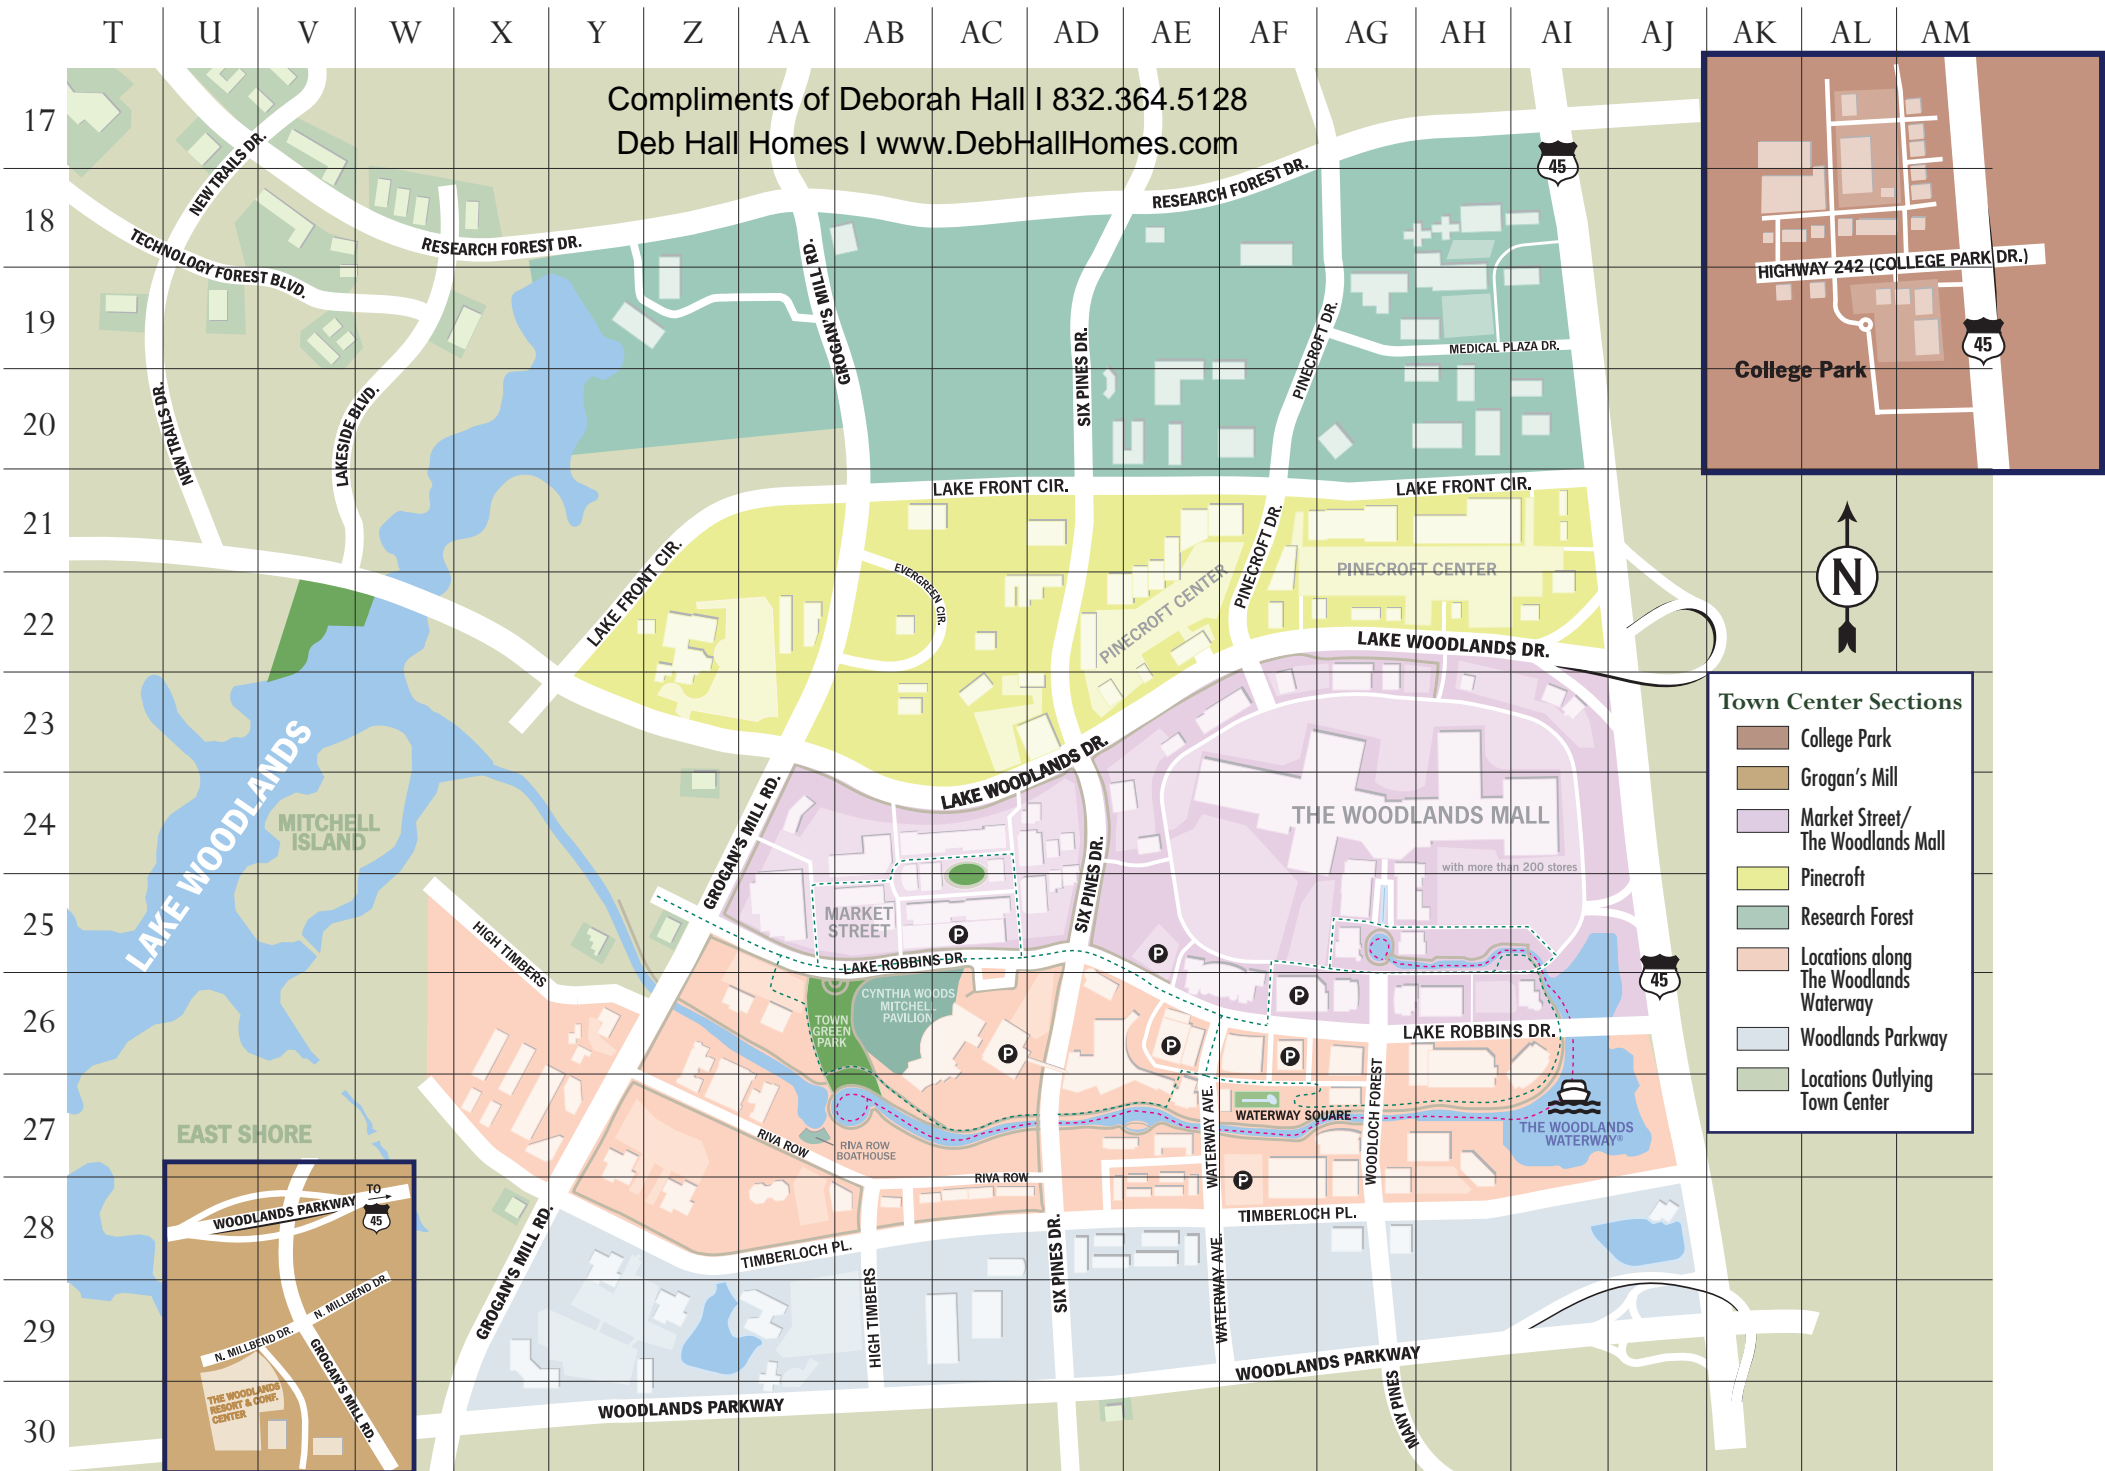 T U V W X Y Z AA AB AC AD AE AF AG AH AI AJ AK AL AM
17
18
19
20
21
22
23
24
25
26
27
28
29
30
Compliments of Deborah Hall I 832.364.5128
Deb Hall Homes I www.DebHallHomes.com
NEW TRAILS DR.
TECHNOLOGY FOREST BLVD.
RESEARCH FOREST DR.
RESEARCH FOREST DR.
45
GROGAN'S MILL RD.
SIX PINES DR.
PINECROFT DR.
MEDICAL PLAZA DR.
NEW TRAILS DR.
LAKESIDE BLVD.
HIGHWAY 242 (COLLEGE PARK DR.)
45
College Park
LAKE FRONT CIR.
LAKE FRONT CIR.
LAKE FRONT CIR.
EVERGREEN CIR.
PINECROFT CENTER
PINECROFT DR.
PINECROFT CENTER
LAKE WOODLANDS DR.
N
LAKE WOODLANDS
MITCHELL
ISLAND
LAKE WOODLANDS DR.
GROGAN'S MILL RD.
SIX PINES DR.
THE WOODLANDS MALL
with more than 200 stores
MARKET
STREET
P
P
HIGH TIMBERS
LAKE ROBBINS DR.
CYNTHIA WOODS
MITCHELL
PAVILION
TOWN
GREEN
PARK
P
P
P
P
LAKE ROBBINS DR.
45
WOODLOCH FOREST
WATERWAY AVE.
WATERWAY SQUARE
THE WOODLANDS
WATERWAY®
EAST SHORE
RIVA ROW
RIVA ROW
BOATHOUSE
RIVA ROW
P
TIMBERLOCH PL.
TIMBERLOCH PL.
GROGAN'S MILL RD.
HIGH TIMBERS
SIX PINES DR.
WATERWAY AVE.
WOODLANDS PARKWAY
WOODLANDS PARKWAY
MANY PINES
WOODLANDS PARKWAY
TO
45
N. MILLBEND DR.
N. MILLBEND DR.
GROGAN'S MILL RD.
THE WOODLANDS
RESORT & CONF.
CENTER
Town Center Sections
College Park
Grogan's Mill
Market Street/
The Woodlands Mall
Pinecroft
Research Forest
Locations along
The Woodlands
Waterway
Woodlands Parkway
Locations Outlying
Town Center